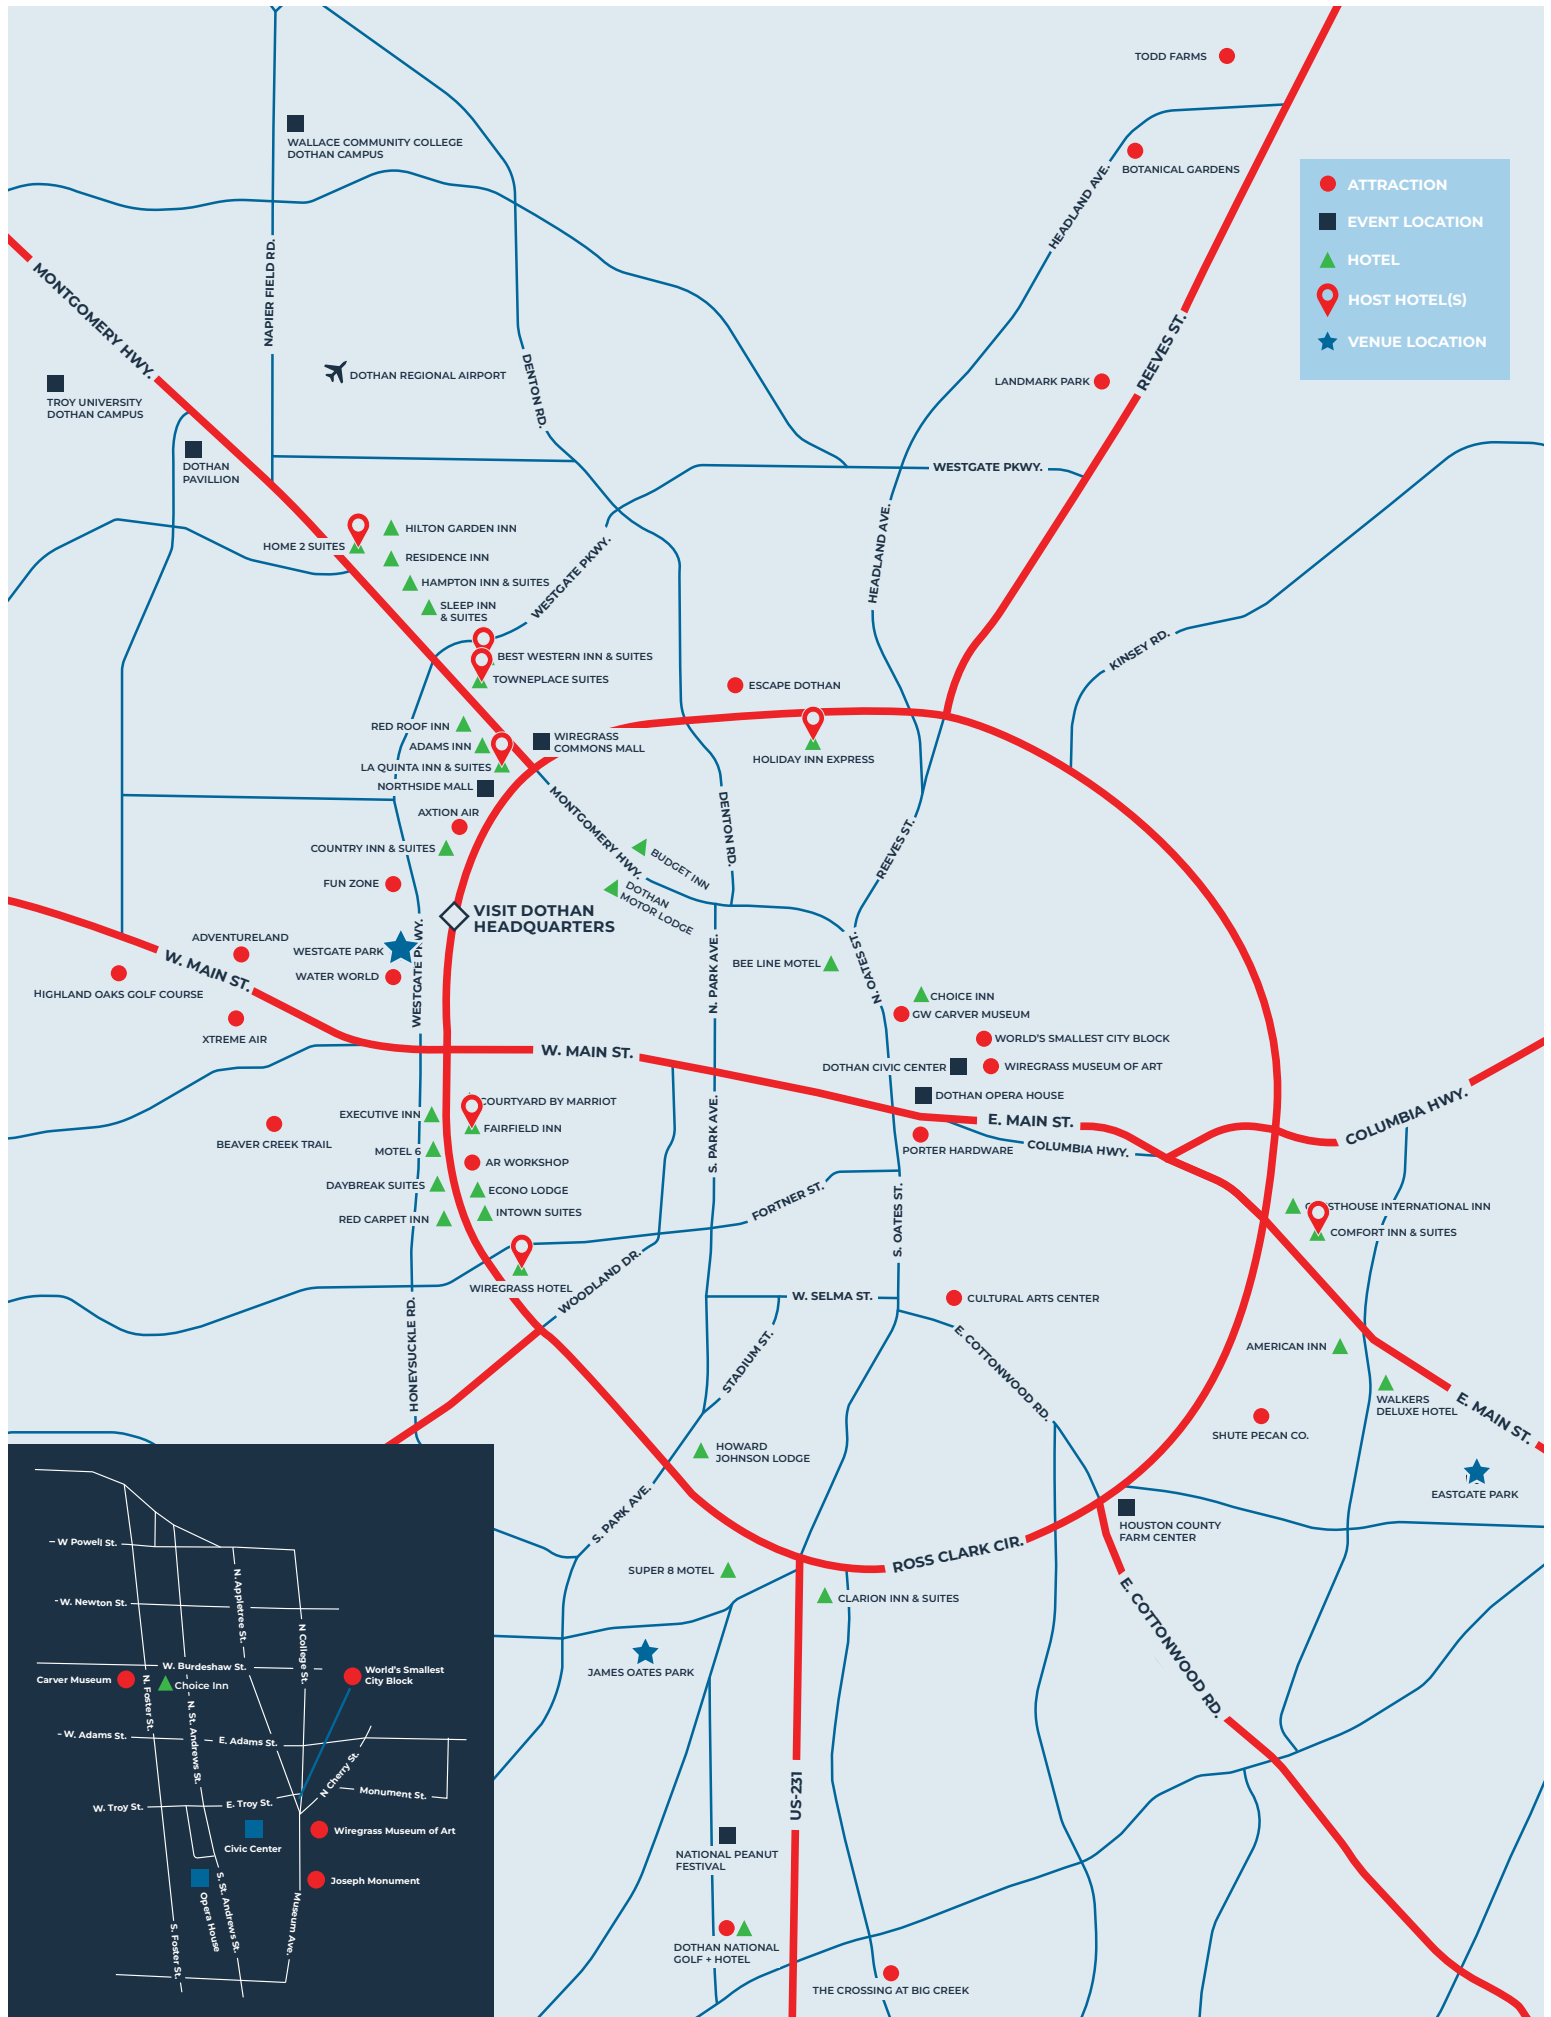 TODD FARMS
WALLACE COMMUNITY COLLEGE
DOTHAN CAMPUS
BOTANICAL GARDENS
HEADLAND AVE.
ATTRACTION
EVENT LOCATION
HOTEL
HOST HOTEL(S)
VENUE LOCATION
MONTGOMERY HWY.
NAPIER FIELD RD.
REEVES ST.
DOTHAN REGIONAL AIRPORT
DENTON RD.
LANDMARK PARK
TROY UNIVERSITY
DOTHAN CAMPUS
DOTHAN
PAVILLION
WESTGATE PKWY.
HILTON GARDEN INN
HOME 2 SUITES
RESIDENCE INN
HAMPTON INN & SUITES
SLEEP INN
& SUITES
WESTGATE PKWY.
HEADLAND AVE.
KINSEY RD.
BEST WESTERN INN & SUITES
TOWNEPLACE SUITES
ESCAPE DOTHAN
RED ROOF INN
ADAMS INN
WIREGRASS
COMMONS MALL
LA QUINTA INN & SUITES
HOLIDAY INN EXPRESS
NORTHSIDE MALL
AXTION AIR
MONTGOMERY HWY.
DENTON RD.
REEVES ST.
COUNTRY INN & SUITES
BUDGET INN
FUN ZONE
DOTHAN
MOTOR LODGE
VISIT DOTHAN
HEADQUARTERS
ADVENTURELAND
WESTGATE PARK
WESTGATE PKWY.
W. MAIN ST.
WATER WORLD
HIGHLAND OAKS GOLF COURSE
XTREME AIR
N. PARK AVE.
BEE LINE MOTEL
N. OATES ST.
CHOICE INN
GW CARVER MUSEUM
WORLD'S SMALLEST CITY BLOCK
W. MAIN ST.
DOTHAN CIVIC CENTER
WIREGRASS MUSEUM OF ART
DOTHAN OPERA HOUSE
COURTYARD BY MARRIOT
EXECUTIVE INN
FAIRFIELD INN
BEAVER CREEK TRAIL
MOTEL 6
AR WORKSHOP
S. PARK AVE.
E. MAIN ST.
PORTER HARDWARE
COLUMBIA HWY.
COLUMBIA HWY.
DAYBREAK SUITES
ECONO LODGE
RED CARPET INN
INTOWN SUITES
FORTNER ST.
S. OATES ST.
STHOUSE INTERNATIONAL INN
COMFORT INN & SUITES
WIREGRASS HOTEL
WOODLAND DR.
HONEYSUCKLE RD.
W. SELMA ST.
CULTURAL ARTS CENTER
STADIUM ST.
E. COTTONWOOD RD.
AMERICAN INN
WALKERS
DELUXE HOTEL
E. MAIN ST.
SHUTE PECAN CO.
HOWARD
JOHNSON LODGE
S. PARK AVE.
EASTGATE PARK
HOUSTON COUNTY
FARM CENTER
ROSS CLARK CIR.
SUPER 8 MOTEL
CLARION INN & SUITES
E. COTTONWOOD RD.
JAMES OATES PARK
US-231
NATIONAL PEANUT
FESTIVAL
DOTHAN NATIONAL
GOLF + HOTEL
THE CROSSING AT BIG CREEK
W Powell St.
N. Appletree St.
W. Newton St.
N College St.
W. Burdeshaw St.
World's Smallest
City Block
Carver Museum
Choice Inn
N. Foster St.
N. St. Andrews St.
W. Adams St.
E. Adams St.
N Cherry St.
Monument St.
W. Troy St.
E. Troy St.
Civic Center
Wiregrass Museum of Art
Joseph Monument
Opera House
S. St. Andrews St.
Museum Ave.
S. Foster St.